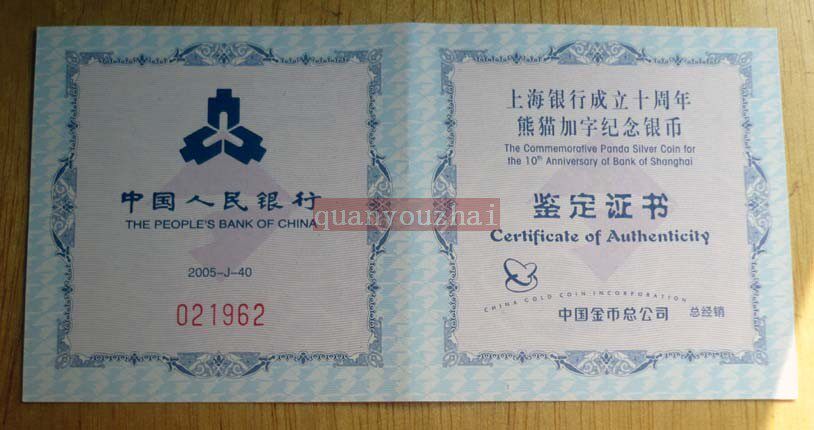 中国人民银行
THE PEOPLE'S BANK OF CHINA
2005-J-40
021962
上海银行成立十周年
熊猫加字纪念银币
The Commemorative Panda Silver Coin for
the 10th Anniversary of Bank of Shanghai
鉴定证书
Certificate of Authenticity
CHINA GOLD COIN INCORPORATION
中国金币总公司 总经销
quanyouzhai